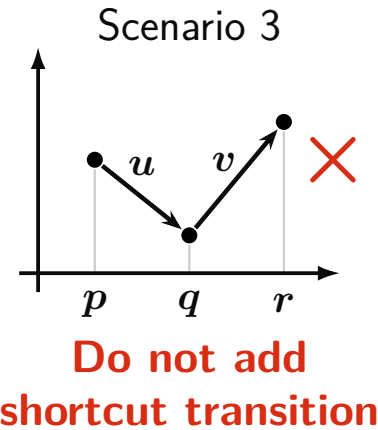 Scenario 3
u v
p q r
Do not add
shortcut transition